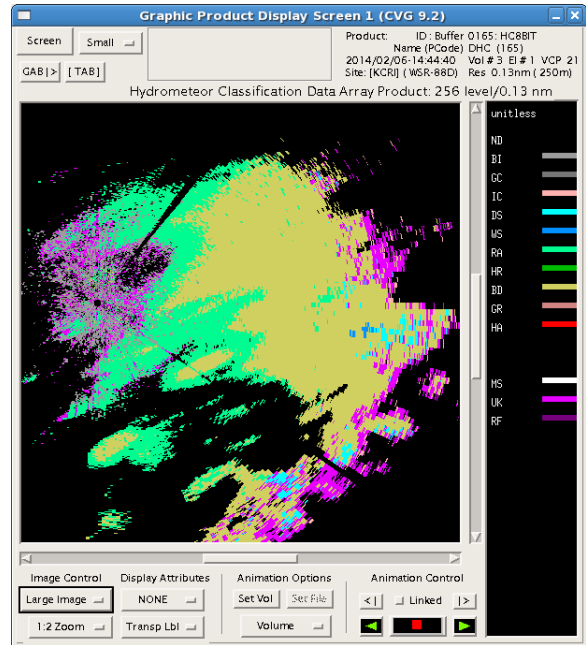 Graphic Product Display Screen 1 (CVG 9.2)
Screen
Small
GAB|>
[TAB]
Product: ID: Buffer 0165: HC8BIT
Name (PCode) DHC (165)
2014/02/06-14:44:40 Vol# 3 El# 1 VCP 21
Site: [KCRI] (WSR-88D) Res 0.13nm (250m)
Hydrometeor Classification Data Array Product: 256 level/0.13 nm
unitless
ND
BI
GC
IC
DS
WS
RA
HR
BD
GR
HA
MS
UK
RF
Image Control Display Attributes Animation Options Animation Control
Large Image NONE Set Vol Set File <| Linked |>
1:2 Zoom Transp Lbl Volume